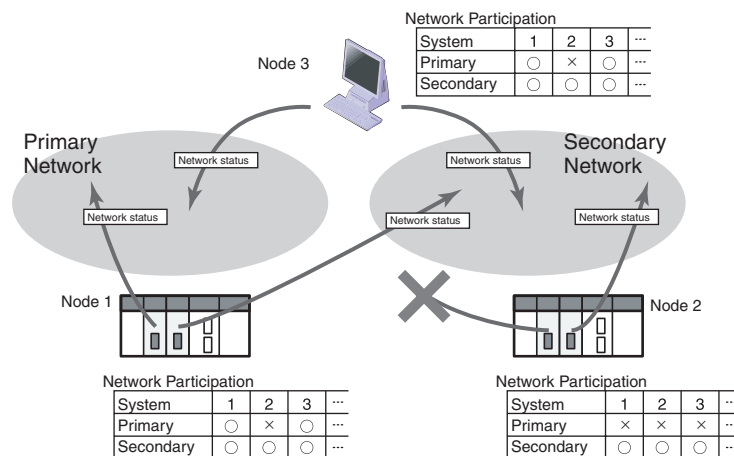 Network Participation
System 1 2 3 ...
Primary ○ × ○ ...
Secondary ○ ○ ○ ...
Node 3
Primary
Network
Secondary
Network
Network status
Network status
Network status
Network status
Network status
Node 1
Node 2
Network Participation
System 1 2 3 ...
Primary ○ × ○ ...
Secondary ○ ○ ○ ...
Network Participation
System 1 2 3 ...
Primary × × × ...
Secondary ○ ○ ○ ...